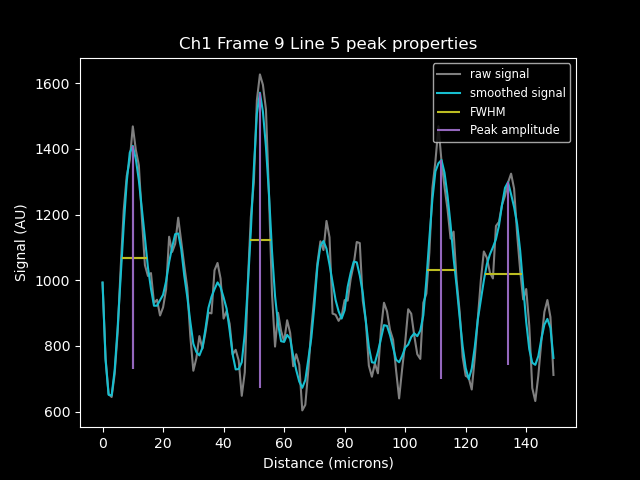 Ch1 Frame 9 Line 5 peak properties
raw signal
smoothed signal
FWHM
Peak amplitude
1600
1400
1200
1000
800
600
Signal (AU)
0 20 40 60 80 100 120 140
Distance (microns)